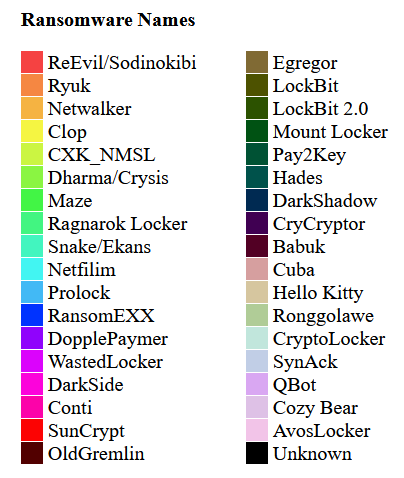 Ransomware Names
ReEvil/Sodinokibi
Ryuk
Netwalker
Clop
CXK_NMSL
Dharma/Crysis
Maze
Ragnarok Locker
Snake/Ekans
Netfilim
Prolock
RansomEXX
DopplePaymer
WastedLocker
DarkSide
Conti
SunCrypt
OldGremlin
Egregor
LockBit
LockBit 2.0
Mount Locker
Pay2Key
Hades
DarkShadow
CryCryptor
Babuk
Cuba
Hello Kitty
Ronggolawe
CryptoLocker
SynAck
QBot
Cozy Bear
AvosLocker
Unknown